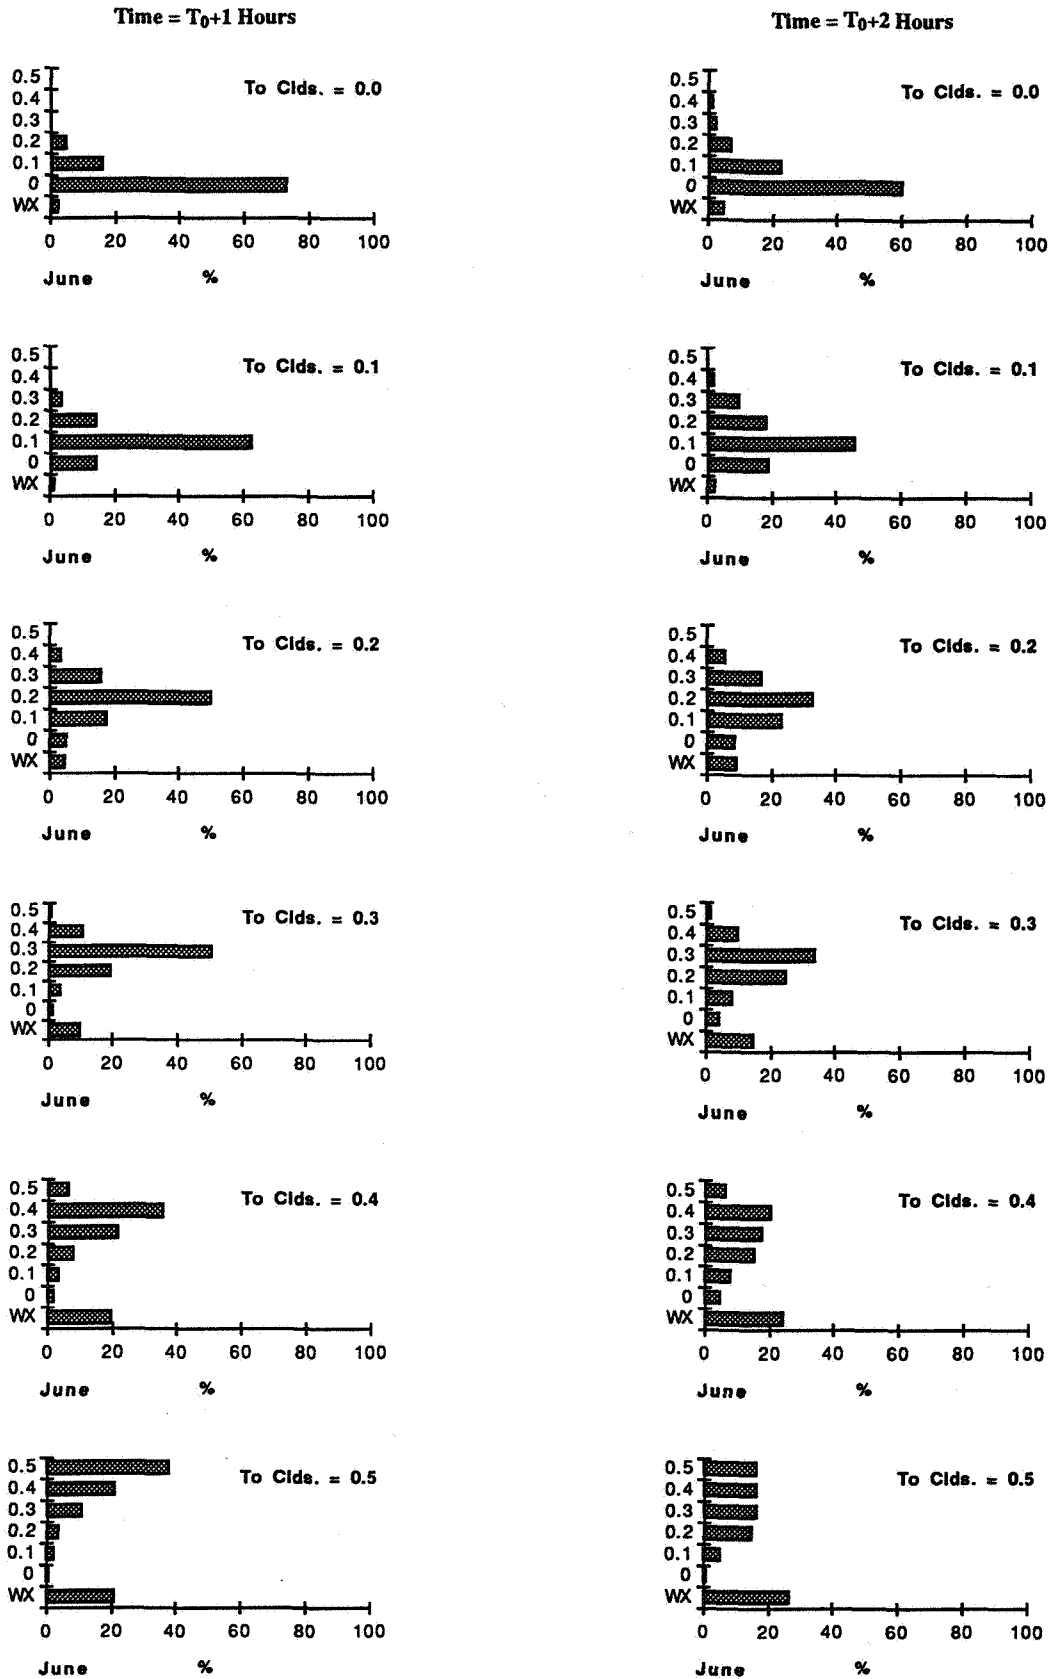 Time = T0+1 Hours
Time = T0+2 Hours
To Clds. = 0.0
0.5
0.4
0.3
0.2
0.1
0
WX
0 20 40 60 80 100
June %
To Clds. = 0.0
0.5
0.4
0.3
0.2
0.1
0
WX
0 20 40 60 80 100
June %
To Clds. = 0.1
0.5
0.4
0.3
0.2
0.1
0
WX
0 20 40 60 80 100
June %
To Clds. = 0.1
0.5
0.4
0.3
0.2
0.1
0
WX
0 20 40 60 80 100
June %
To Clds. = 0.2
0.5
0.4
0.3
0.2
0.1
0
WX
0 20 40 60 80 100
June %
To Clds. = 0.2
0.5
0.4
0.3
0.2
0.1
0
WX
0 20 40 60 80 100
June %
To Clds. = 0.3
0.5
0.4
0.3
0.2
0.1
0
WX
0 20 40 60 80 100
June %
To Clds. = 0.3
0.5
0.4
0.3
0.2
0.1
0
WX
0 20 40 60 80 100
June %
To Clds. = 0.4
0.5
0.4
0.3
0.2
0.1
0
WX
0 20 40 60 80 100
June %
To Clds. = 0.4
0.5
0.4
0.3
0.2
0.1
0
WX
0 20 40 60 80 100
June %
To Clds. = 0.5
0.5
0.4
0.3
0.2
0.1
0
WX
0 20 40 60 80 100
June %
To Clds. = 0.5
0.5
0.4
0.3
0.2
0.1
0
WX
0 20 40 60 80 100
June %